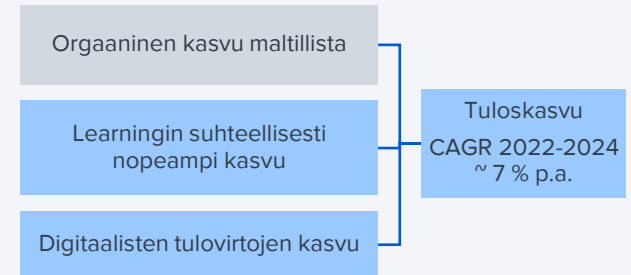 Orgaaninen kasvu maltillista
Learningin suhteellisesti
nopeampi kasvu
Digitaalisten tulovirtojen kasvu
Tuloskasvu
CAGR 2022-2024
~ 7 % p.a.